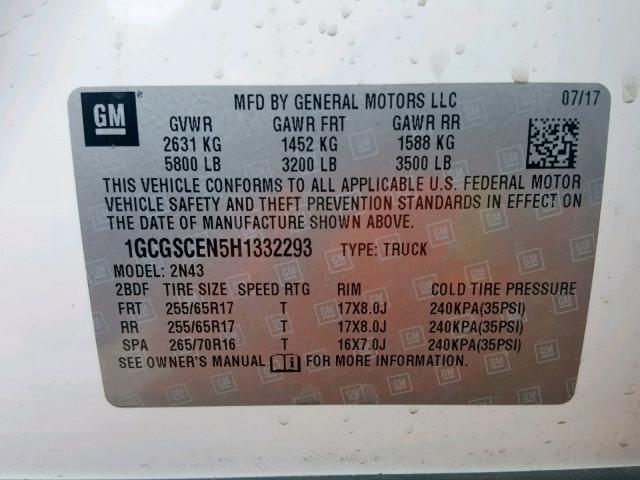 GM ®
MFD BY GENERAL MOTORS LLC 07/17
GVWR GAWR FRT GAWR RR
2631 KG 1452 KG 1588 KG
5800 LB 3200 LB 3500 LB
THIS VEHICLE CONFORMS TO ALL APPLICABLE U.S. FEDERAL MOTOR
VEHICLE SAFETY AND THEFT PREVENTION STANDARDS IN EFFECT ON
THE DATE OF MANUFACTURE SHOWN ABOVE.
1GCGSCEN5H1332293 TYPE: TRUCK
MODEL: 2N43
2BDF TIRE SIZE SPEED RTG RIM COLD TIRE PRESSURE
FRT 255/65R17 T 17X8.0J 240KPA(35PSI)
RR 255/65R17 T 17X8.0J 240KPA(35PSI)
SPA 265/70R16 T 16X7.0J 240KPA(35PSI)
SEE OWNER'S MANUAL FOR MORE INFORMATION.